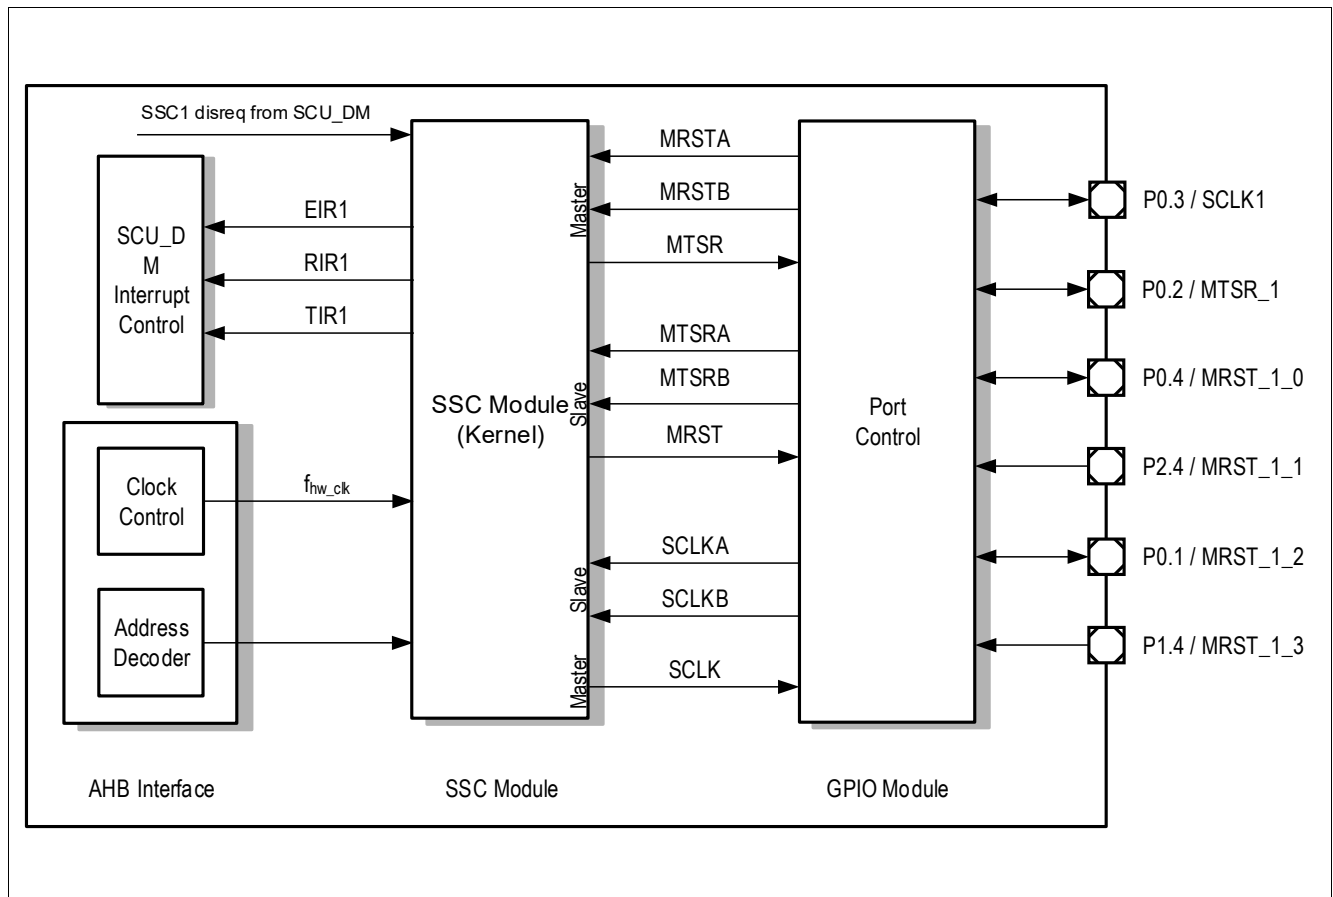 SSC1 disreq from SCU_DM
SCU_D
M
Interrupt
Control
EIR1
RIR1
TIR1
Clock
Control
Address
Decoder
fhw_clk
AHB Interface
SSC Module
(Kernel)
Master
Slave
Slave
Master
SSC Module
MRSTA
MRSTB
MTSR
MTSRA
MTSRB
MRST
SCLKA
SCLKB
SCLK
Port
Control
GPIO Module
P0.3 / SCLK1
P0.2 / MTSR_1
P0.4 / MRST_1_0
P2.4 / MRST_1_1
P0.1 / MRST_1_2
P1.4 / MRST_1_3